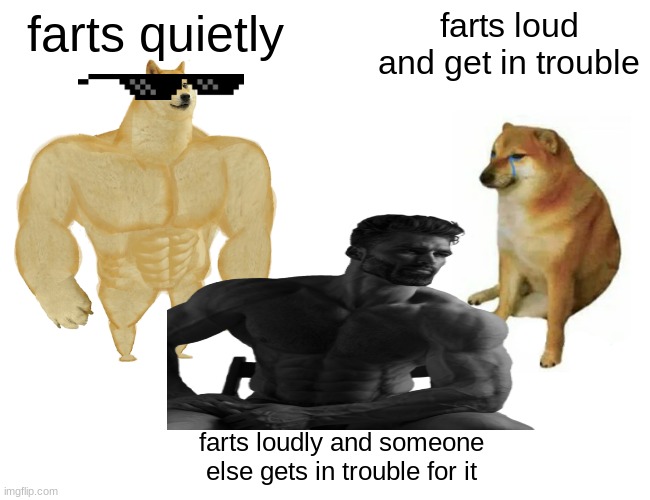 farts quietly
farts loud
and get in trouble
farts loudly and someone
else gets in trouble for it
imgflip.com